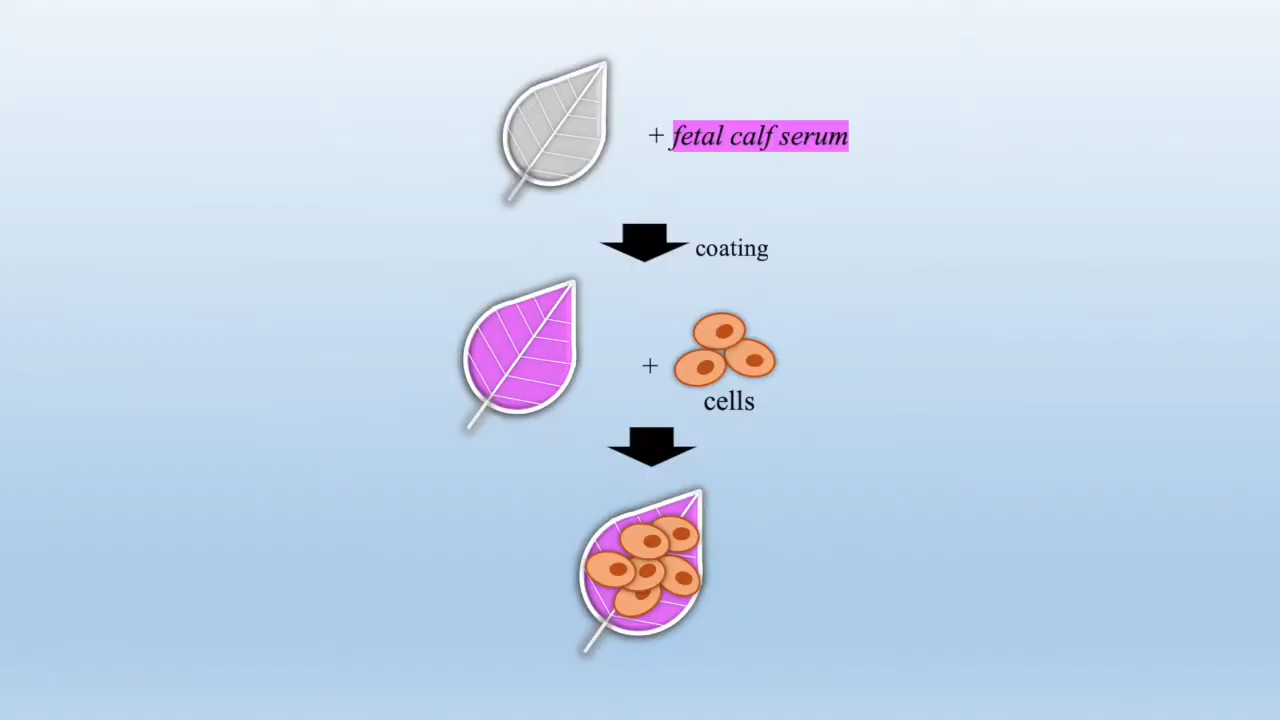 + fetal calf serum
coating
+
cells